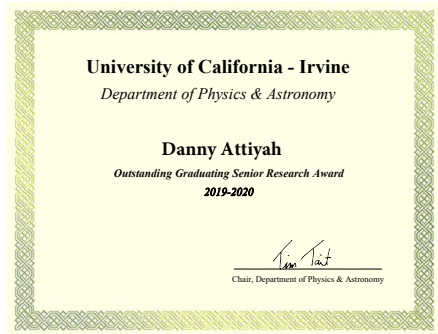 University of California - Irvine
Department of Physics & Astronomy
Danny Attiyah
Outstanding Graduating Senior Research Award
2019-2020
Tim Tait
Chair, Department of Physics & Astronomy